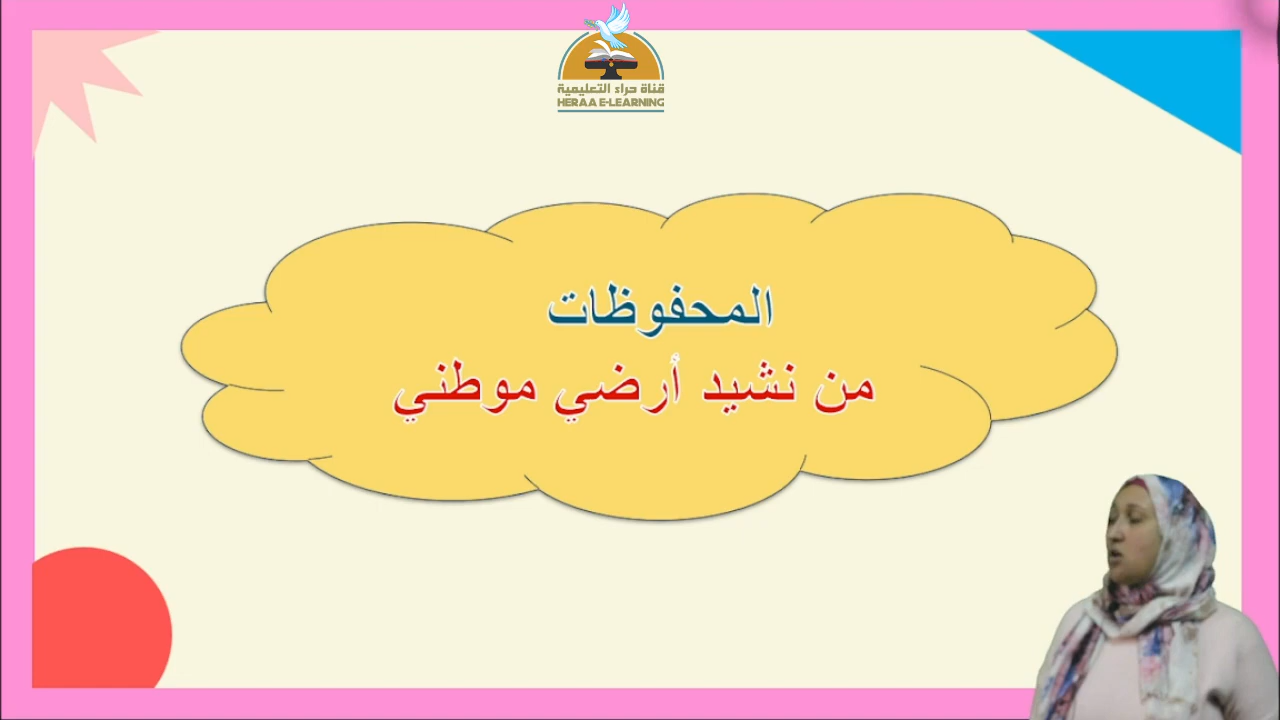 قناة حراء التعليمية
HERAA E-LEARNING
المحفوظات
من نشيد أرضي موطني